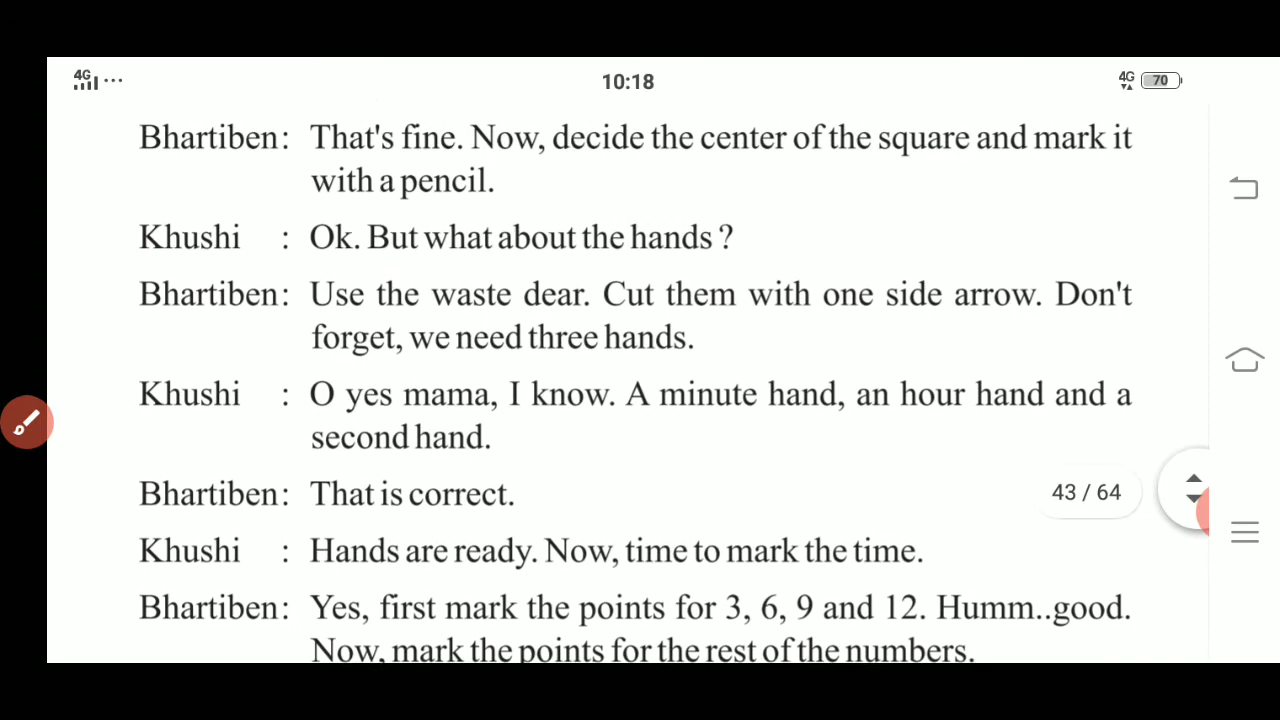 4G 10:18 4G 70
Bhartiben: That's fine. Now, decide the center of the square and mark it
with a pencil.
Khushi : Ok. But what about the hands ?
Bhartiben: Use the waste dear. Cut them with one side arrow. Don't
forget, we need three hands.
Khushi : O yes mama, I know. A minute hand, an hour hand and a
second hand.
Bhartiben: That is correct.
43 / 64
Khushi : Hands are ready. Now, time to mark the time.
Bhartiben: Yes, first mark the points for 3, 6, 9 and 12. Humm..good.
Now, mark the points for the rest of the numbers.